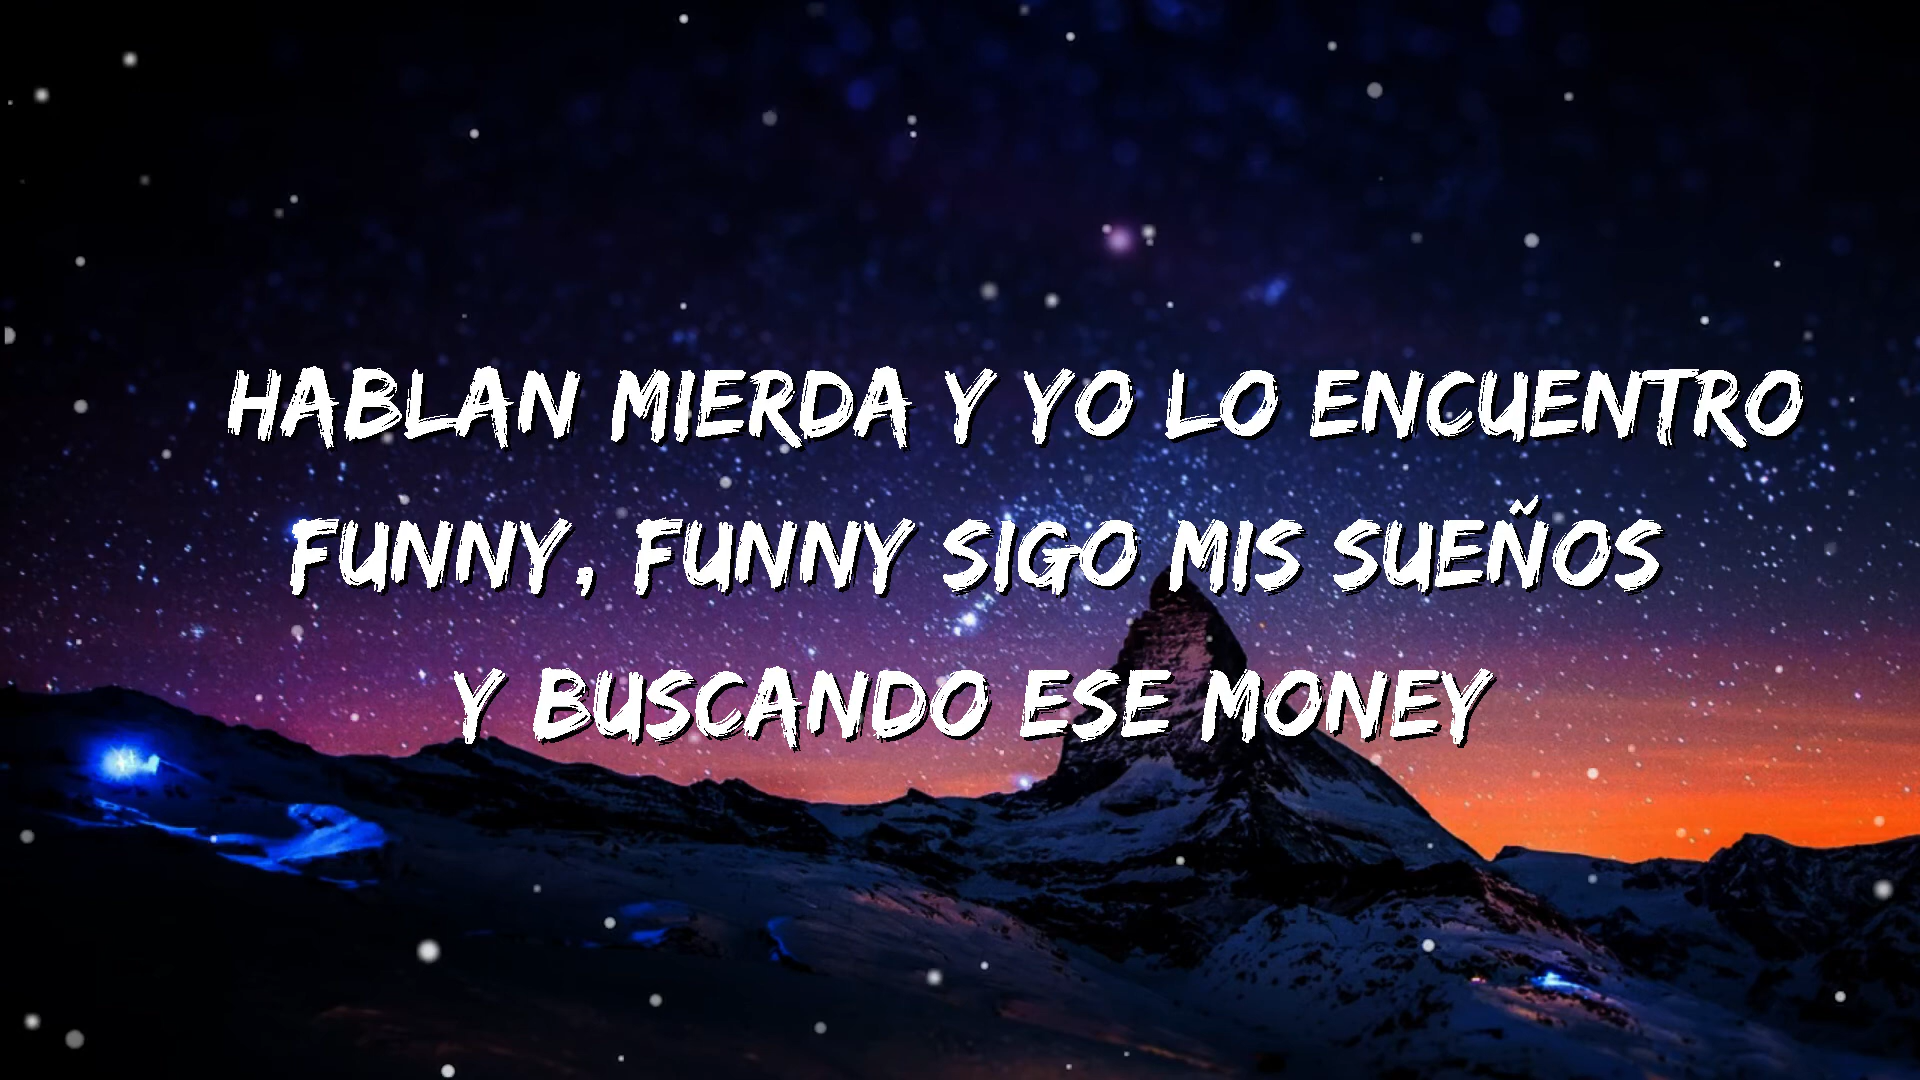 HABLAN MIERDA Y YO LO ENCUENTRO
FUNNY, FUNNY SIGO MIS SUEÑOS
Y BUSCANDO ESE MONEY